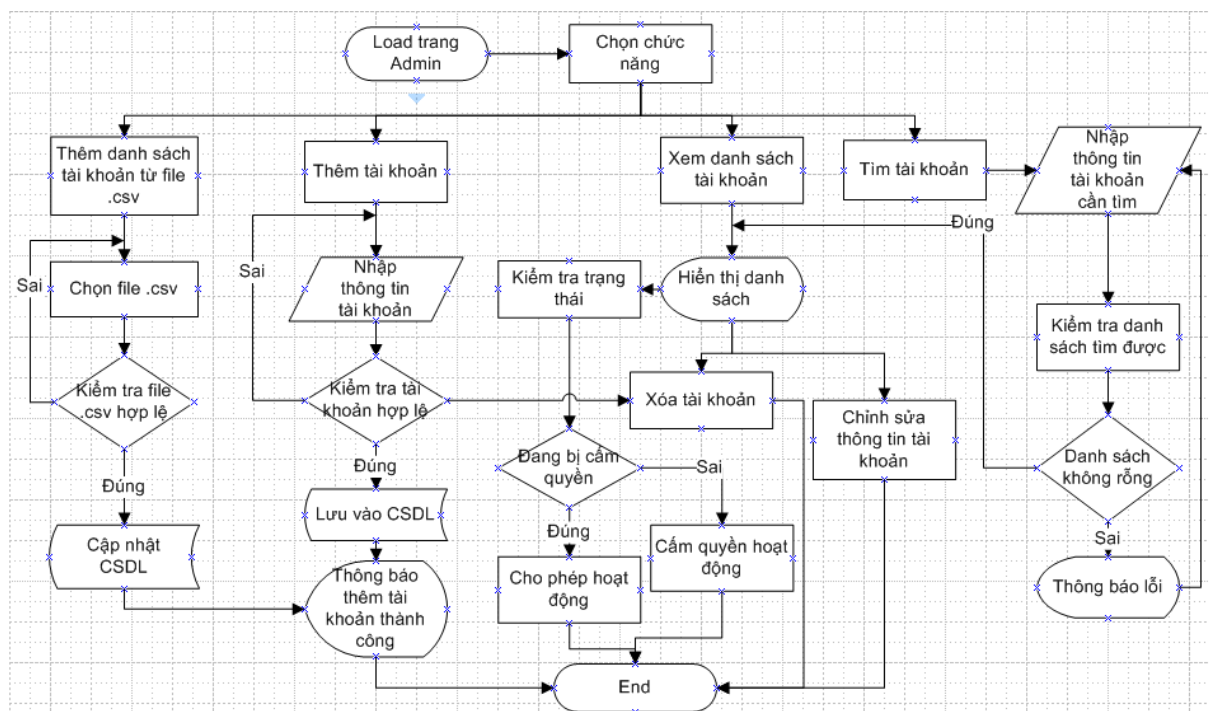 Load trang
Admin
Chọn chức
năng
Thêm danh sách
tài khoản từ file
.csv
Thêm tài khoản
Xem danh sách
tài khoản
Tìm tài khoản
Nhập
thông tin
tài khoản
cần tìm
Đúng
Sai
Sai
Chọn file .csv
Nhập
thông tin
tài khoản
Kiểm tra trạng
thái
Hiển thị danh
sách
Kiểm tra danh
sách tìm được
Kiểm tra file
.csv hợp lệ
Kiểm tra tài
khoản hợp lệ
Xóa tài khoản
Chỉnh sửa
thông tin tài
khoản
Đang bị cấm
quyền
Sai
Danh sách
không rỗng
Đúng
Đúng
Lưu vào CSDL
Đúng
Sai
Cập nhật
CSDL
Cấm quyền hoạt
động
Thông báo
thêm tài
khoản thành
công
Cho phép hoạt
động
Thông báo lỗi
End